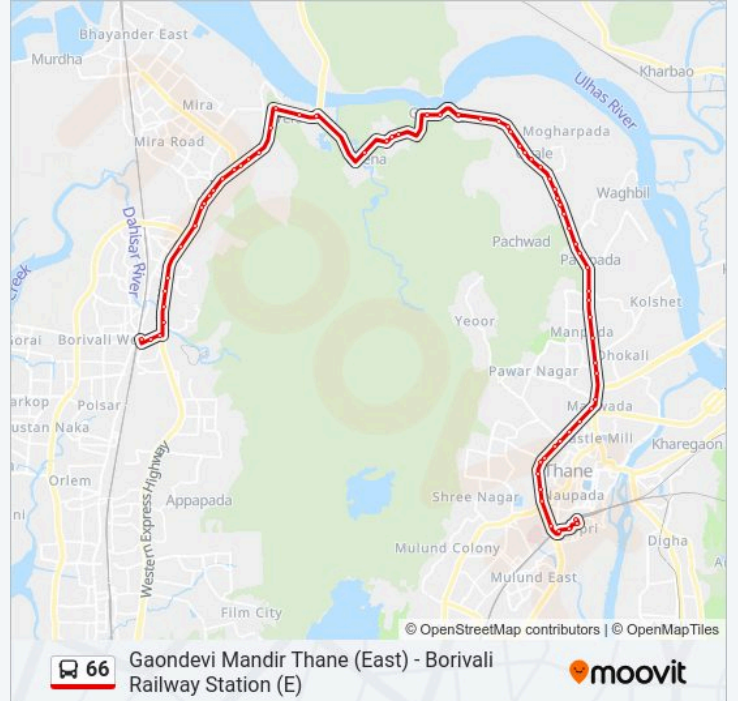 Bhayander East
Murdha
Mira
Mira Road
Kharbao
Ulhas River
Mogharpada
Waghbil
Dahisar River
Creek
Pachwad
Kolshet
Yeoor
Borivali We
Dhokali
Pawar Nagar
Polsar
Castle Mill
Kharegaon
Thane
Orlem
Western Express Highway
Appapada
Shree Nagar
Naupada
Digha
Mulund Colony
Mulund East
Film City
© OpenStreetMap contributors | © OpenMapTiles
66
Gaondevi Mandir Thane (East) - Borivali
Railway Station (E)
moovit